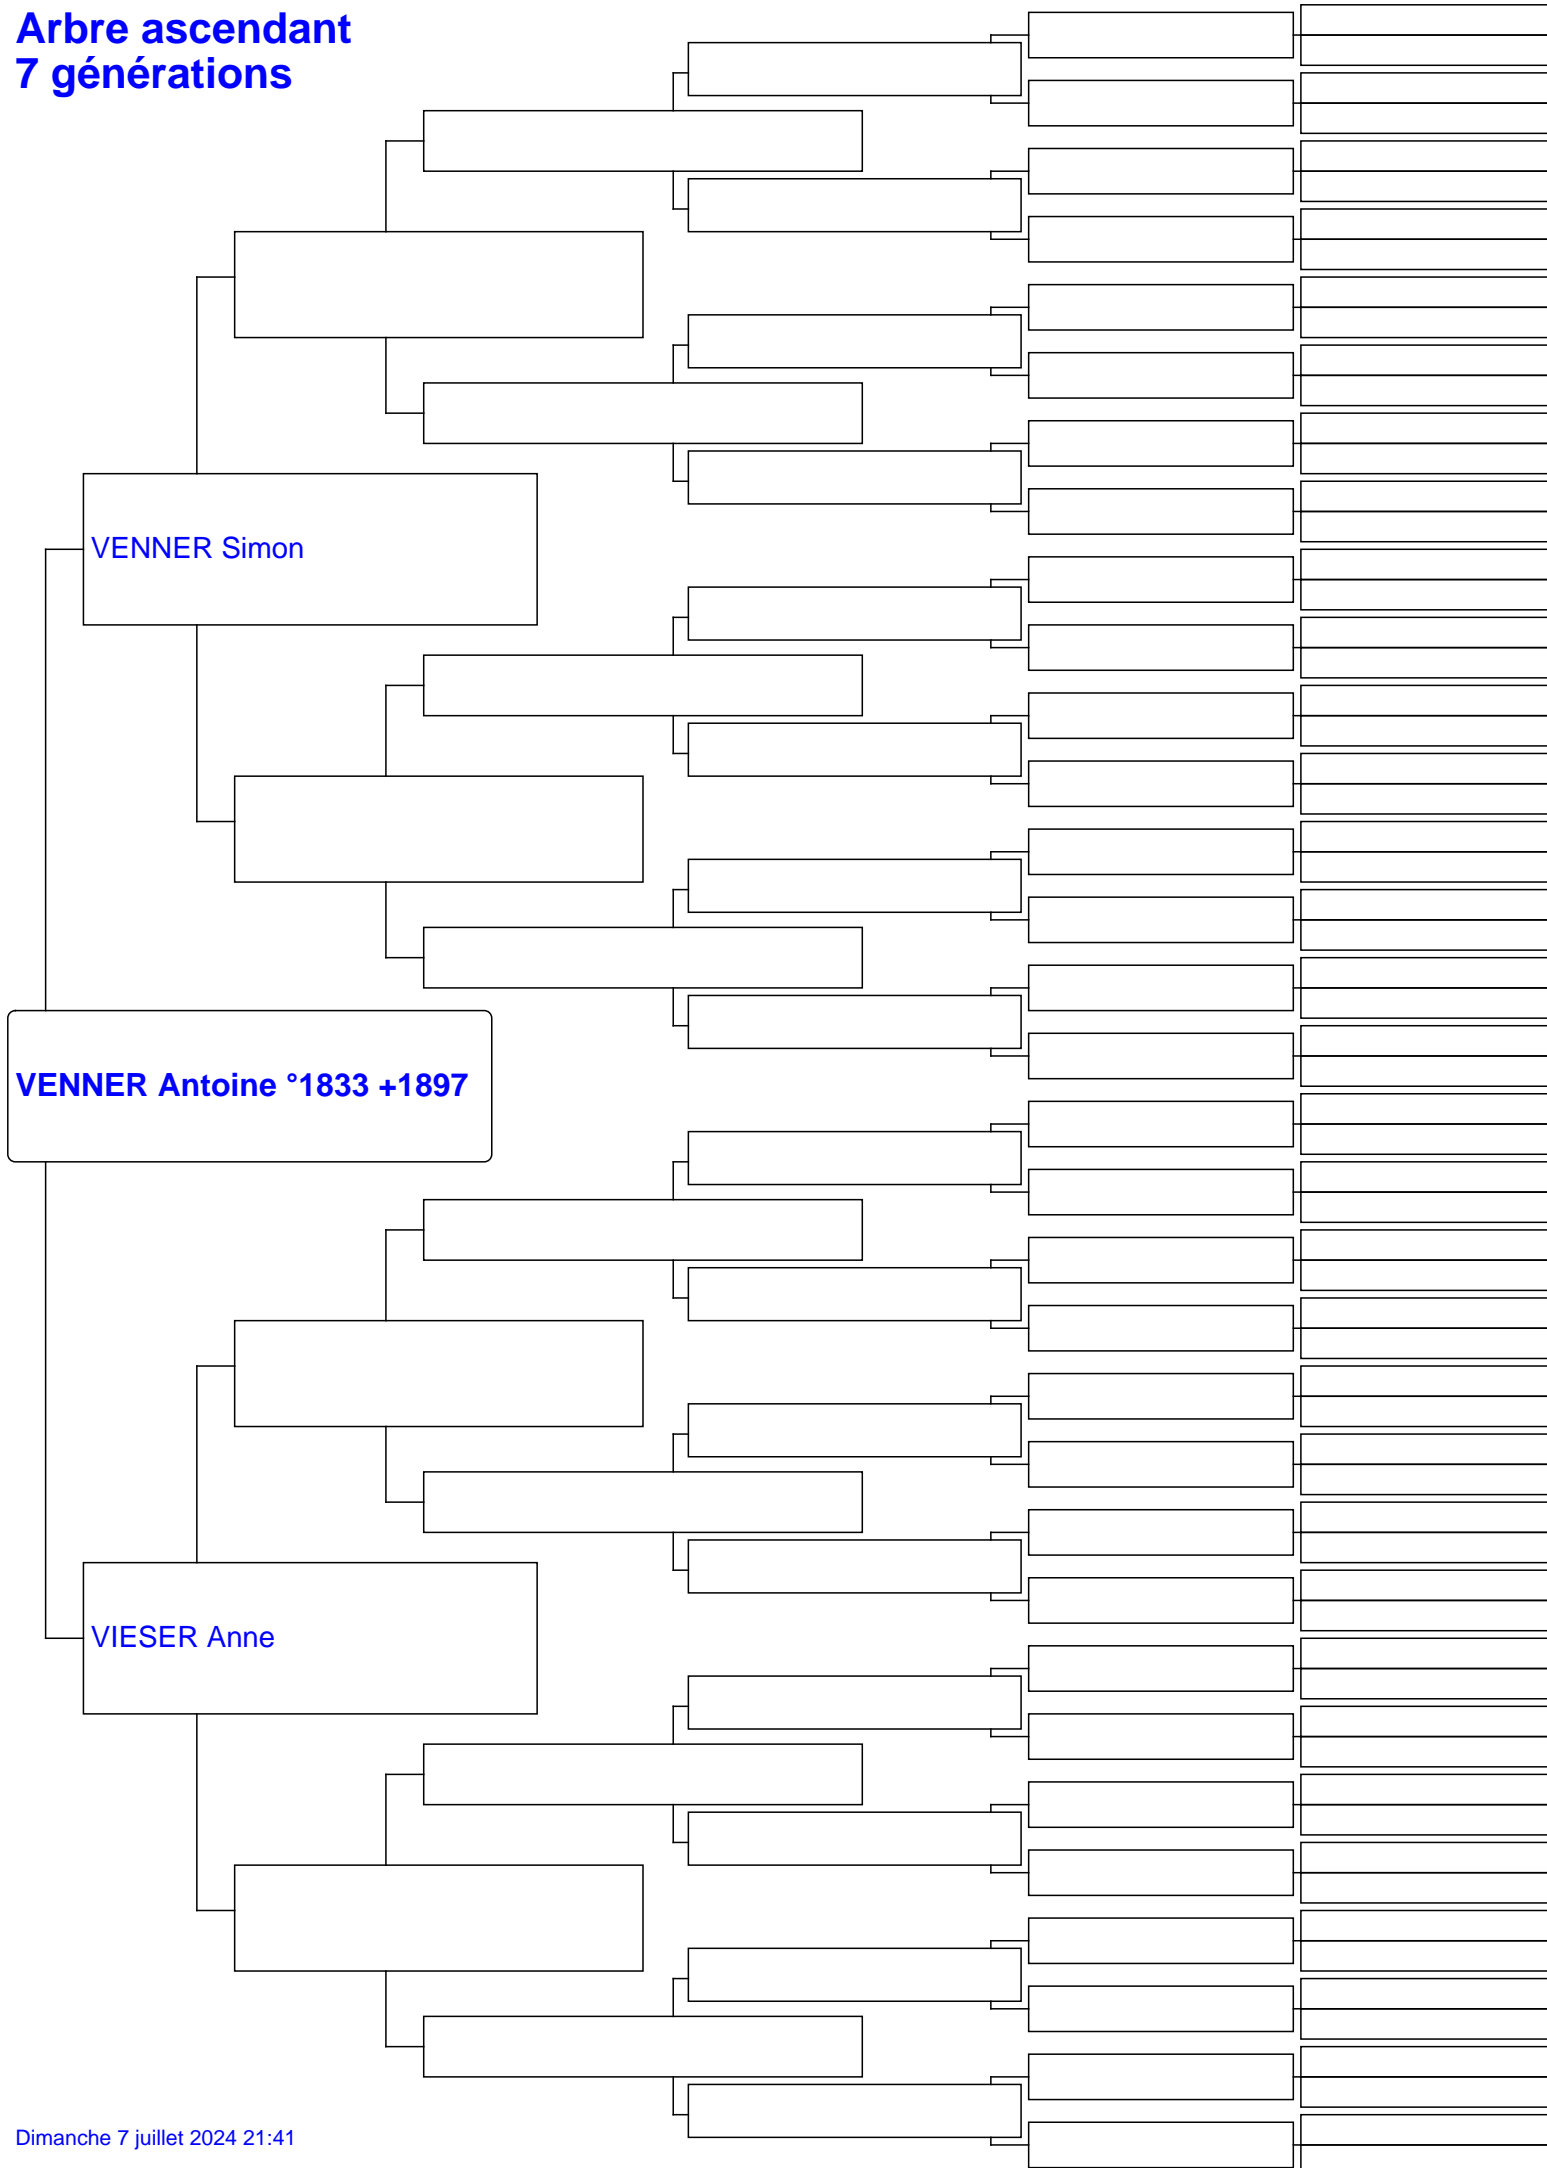 Arbre ascendant
7 générations
VENNER Simon
VENNER Antoine °1833 +1897
VIESER Anne
Dimanche 7 juillet 2024 21:41